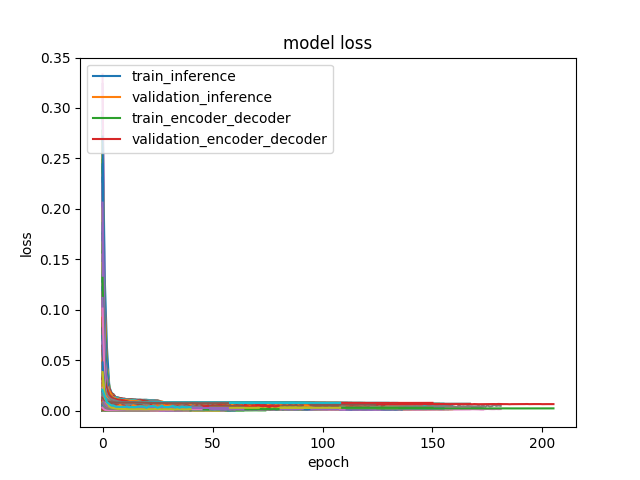 model loss
0.35
0.30
0.25
0.20
0.15
0.10
0.05
0.00
loss
train_inference
validation_inference
train_encoder_decoder
validation_encoder_decoder
0
50
100
150
200
epoch